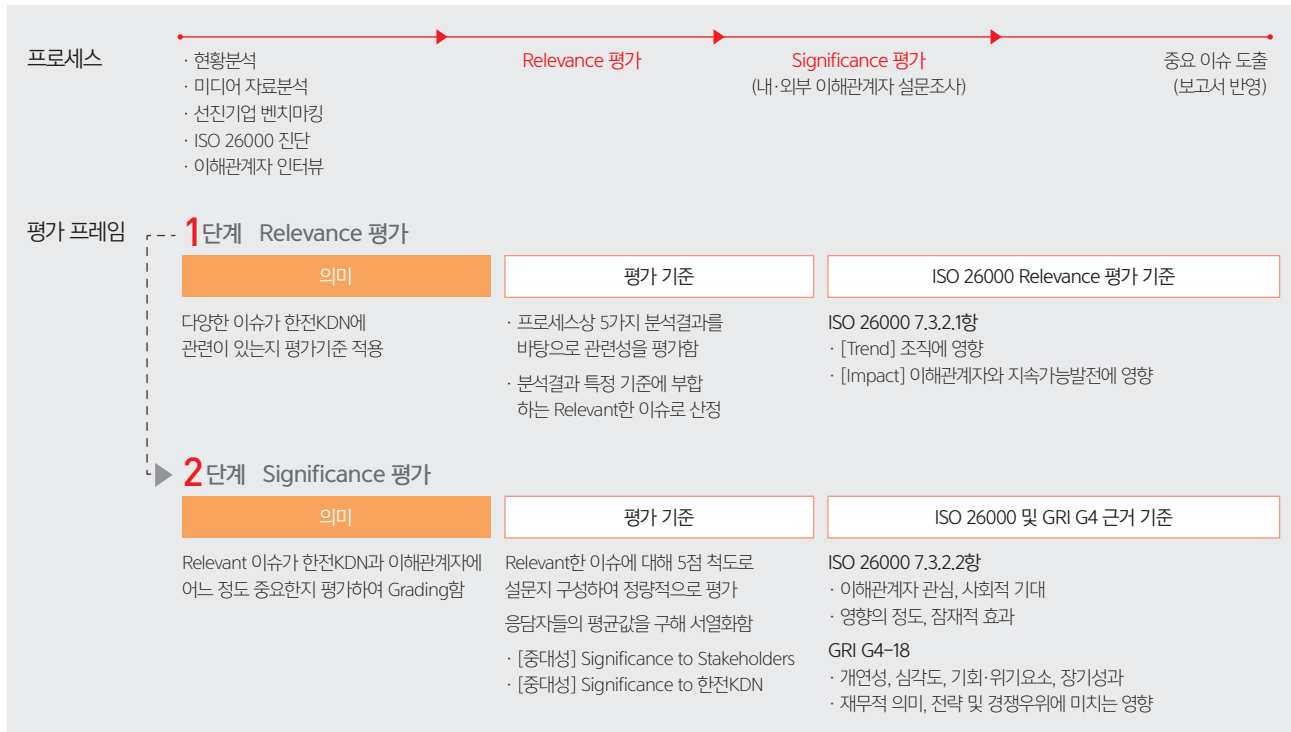 프로세스
· 현황분석
· 미디어 자료분석
· 선진기업 벤치마킹
· ISO 26000 진단
· 이해관계자 인터뷰
Relevance 평가
Significance 평가
(내·외부 이해관계자 설문조사)
중요 이슈 도출
(보고서 반영)
평가 프레임
1단계 Relevance 평가
의미
다양한 이슈가 한전KDN에
관련이 있는지 평가기준 적용
평가 기준
· 프로세스상 5가지 분석결과를
바탕으로 관련성을 평가함
· 분석결과 특정 기준에 부합
하는 Relevant한 이슈로 산정
ISO 26000 Relevance 평가 기준
ISO 26000 7.3.2.1항
· [Trend] 조직에 영향
· [Impact] 이해관계자와 지속가능발전에 영향
2단계 Significance 평가
의미
Relevant 이슈가 한전KDN과 이해관계자에
어느 정도 중요한지 평가하여 Grading함
평가 기준
Relevant한 이슈에 대해 5점 척도로
설문지 구성하여 정량적으로 평가
응답자들의 평균값을 구해 서열화함
· [중대성] Significance to Stakeholders
· [중대성] Significance to 한전KDN
ISO 26000 및 GRI G4 근거 기준
ISO 26000 7.3.2.2항
· 이해관계자 관심, 사회적 기대
· 영향의 정도, 잠재적 효과
GRI G4-18
· 개연성, 심각도, 기회·위기요소, 장기성과
· 재무적 의미, 전략 및 경쟁우위에 미치는 영향